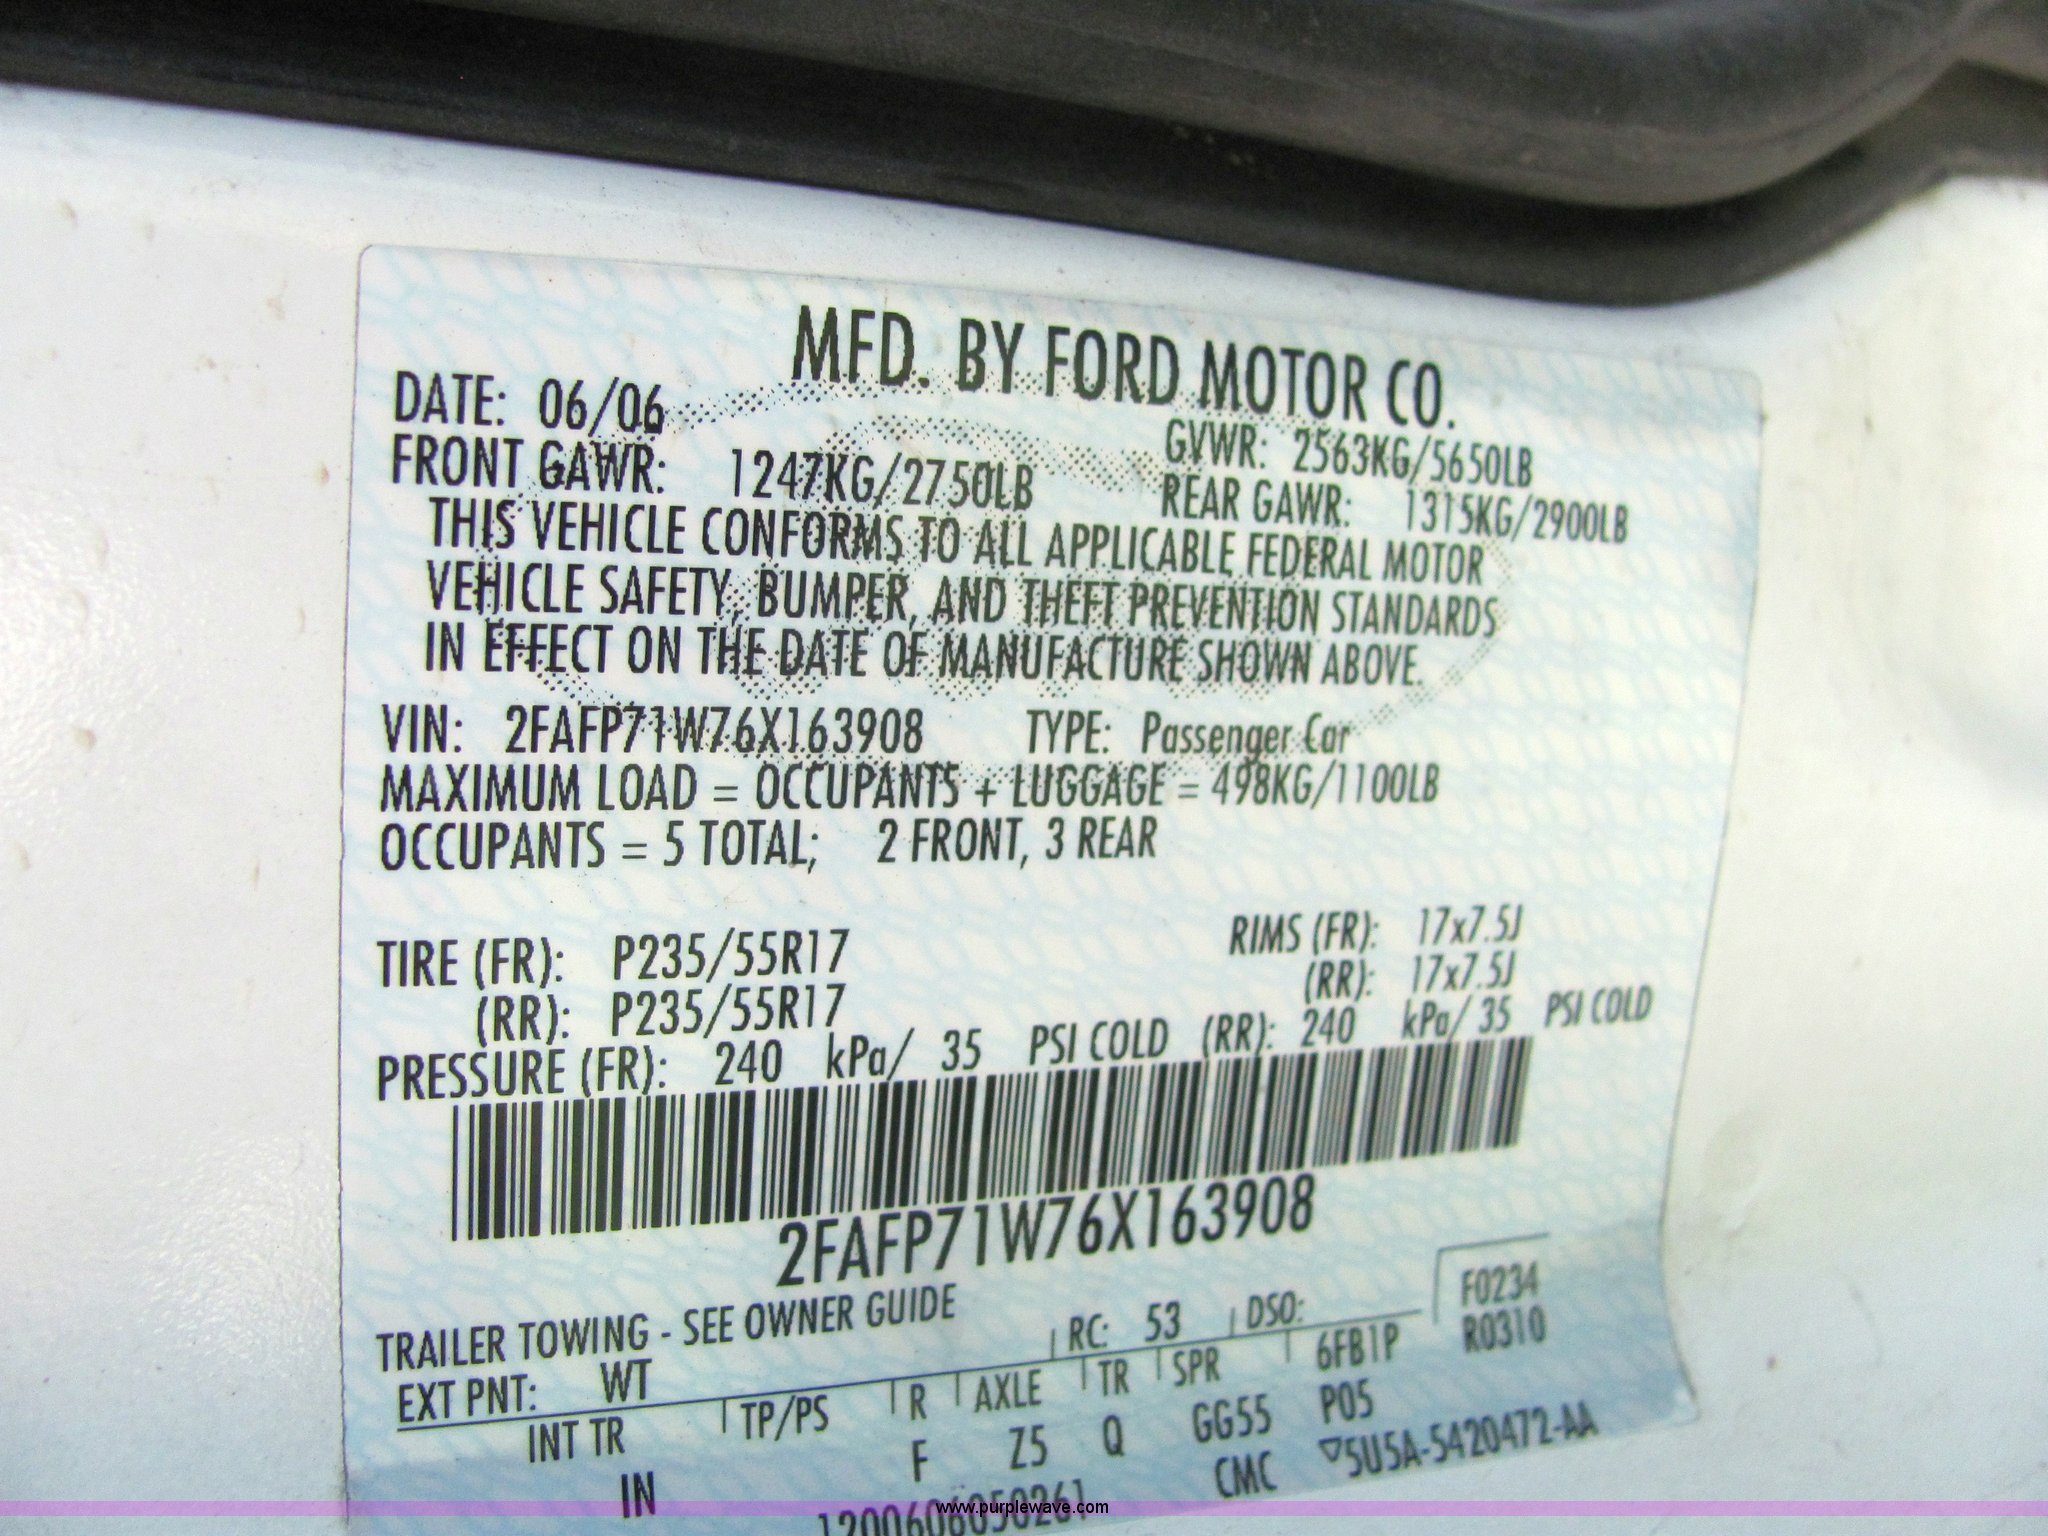 MFD. BY FORD MOTOR CO.
DATE: 06/06
GVWR: 2563KG/5650LB
FRONT GAWR: 1247KG/2750LB
REAR GAWR: 1315KG/2900LB
THIS VEHICLE CONFORMS TO ALL APPLICABLE FEDERAL MOTOR
VEHICLE SAFETY, BUMPER, AND THEFT PREVENTION STANDARDS
IN EFFECT ON THE DATE OF MANUFACTURE SHOWN ABOVE.
VIN: 2FAFP71W76X163908 TYPE: Passenger Car
MAXIMUM LOAD = OCCUPANTS + LUGGAGE = 498KG/1100LB
OCCUPANTS = 5 TOTAL; 2 FRONT, 3 REAR
TIRE (FR): P235/55R17 RIMS (FR): 17x7.5J
(RR): P235/55R17 (RR): 17x7.5J
PRESSURE (FR): 240 kPa/ 35 PSI COLD (RR): 240 kPa/ 35 PSI COLD
2FAFP71W76X163908
TRAILER TOWING - SEE OWNER GUIDE
F0234
EXT PNT: WT RC: 53 DSO: R0310
INT TR TP/PS R AXLE TR SPR 6FB1P
IN F Z5 Q GG55 P05
1200606050261 CMC ▽5U5A-5420472-AA
www.purplewave.com